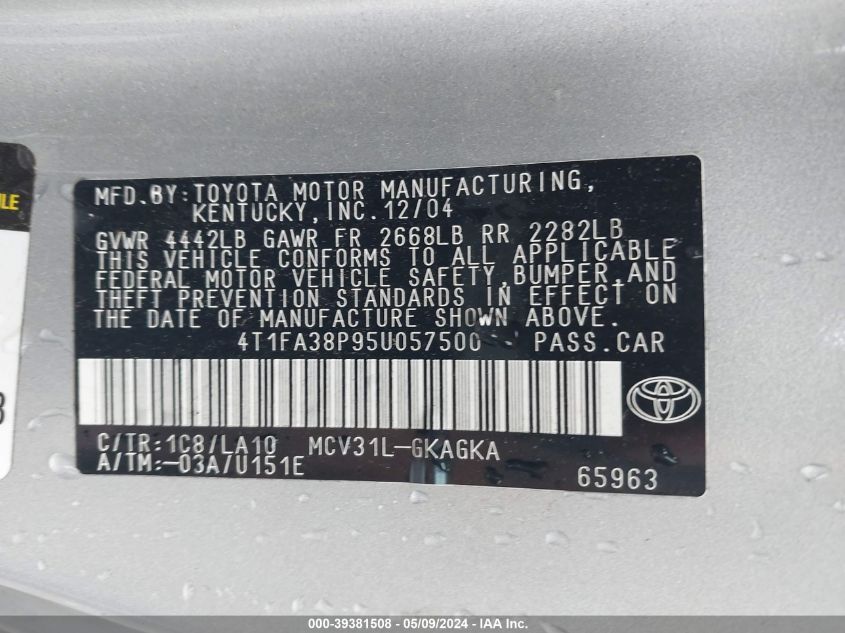 MFD.BY:TOYOTA MOTOR MANUFACTURING,
KENTUCKY,INC.12/04
GVWR 4442LB GAWR FR 2668LB RR 2282LB
THIS VEHICLE CONFORMS TO ALL APPLICABLE
FEDERAL MOTOR VEHICLE SAFETY,BUMPER,AND
THEFT PREVENTION STANDARDS IN EFFECT ON
THE DATE OF MANUFACTURE SHOWN ABOVE.
4T1FA38P95U057500 PASS.CAR
C/TR:1C8/LA10 MCV31L-GKAGKA
A/TM:-03A/U151E
65963
000-39381508 - 05/09/2024 - IAA Inc.